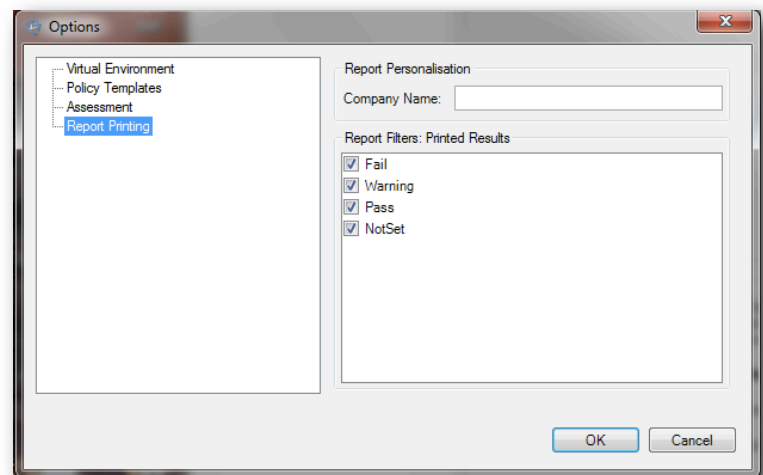 Options
Virtual Environment
Policy Templates
Assessment
Report Printing
Report Personalisation
Company Name:
Report Filters: Printed Results
Fail
Warning
Pass
NotSet
OK
Cancel